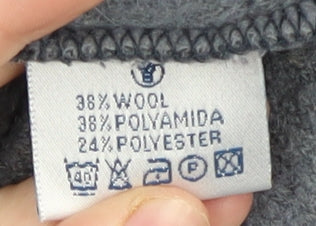 38% WOOL
38% POLYAMIDA
24% POLYESTER
40 P